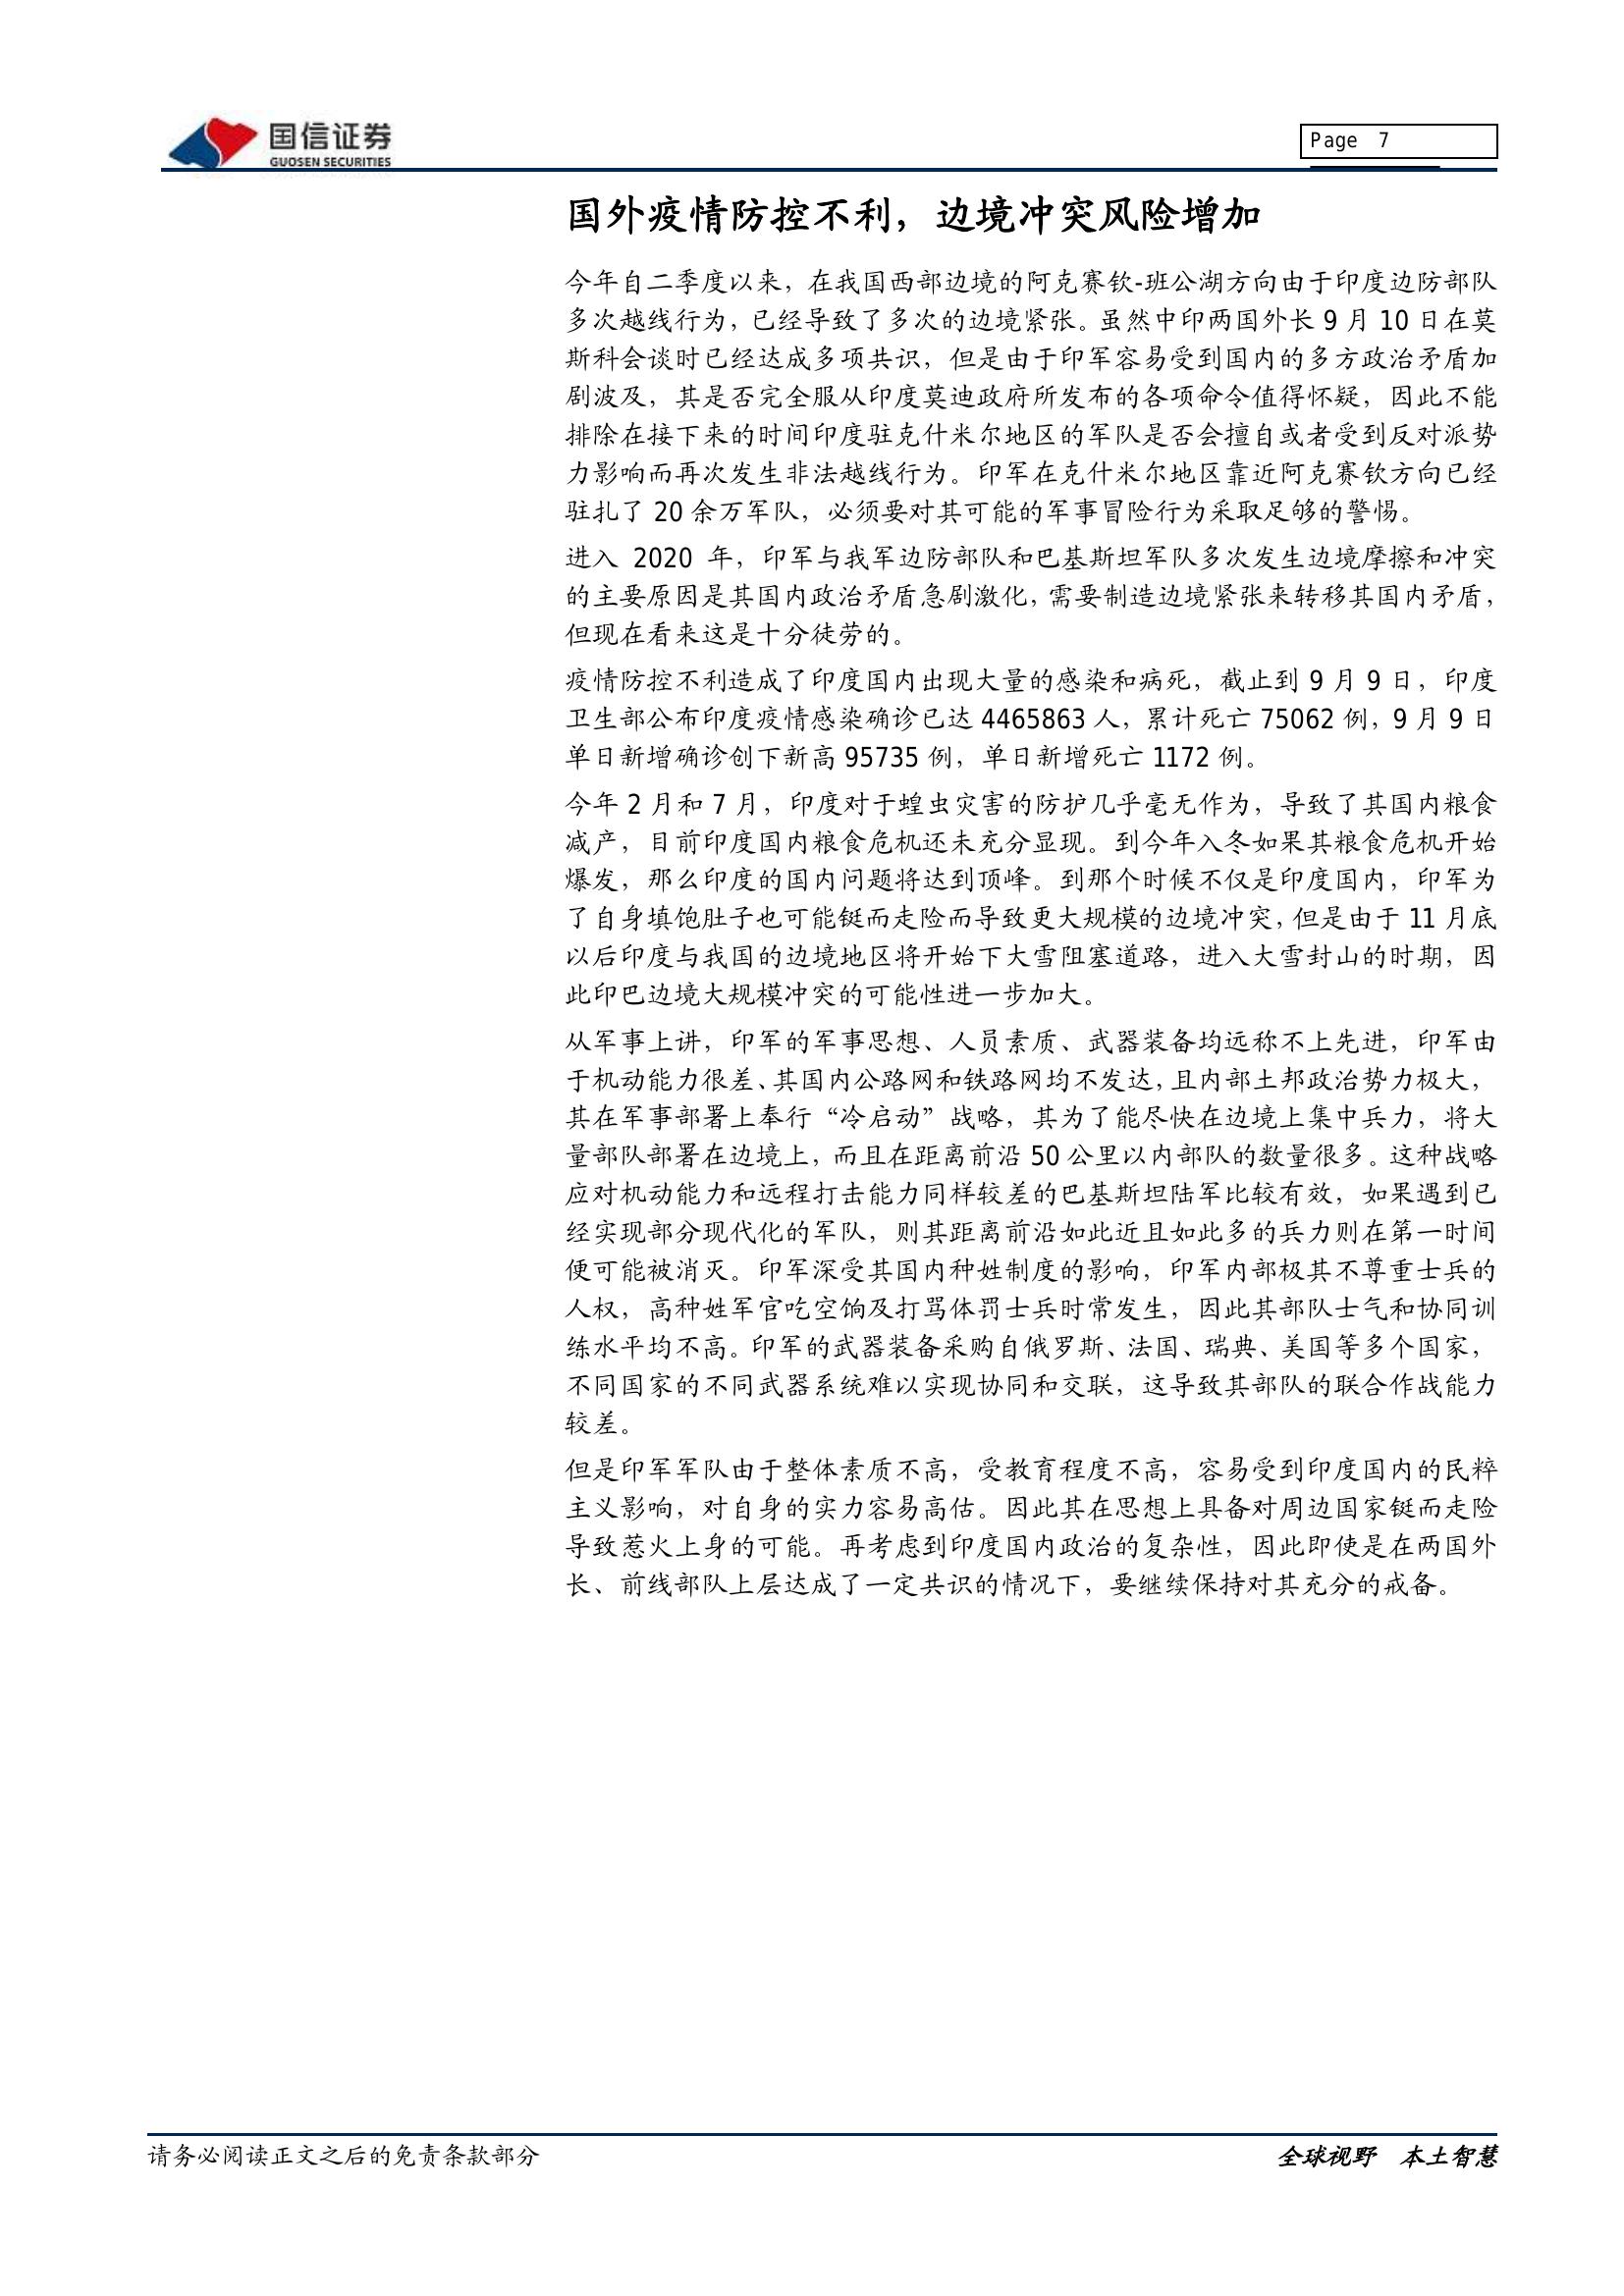 国信证券
GUOSEN SECURITIES
Page 7
国外疫情防控不利，边境冲突风险增加
今年自二季度以来，在我国西部边境的阿克赛钦-班公湖方向由于印度边防部队
多次越线行为，已经导致了多次的边境紧张。虽然中印两国外长 9 月 10 日在莫
斯科会谈时已经达成多项共识，但是由于印军容易受到国内的多方政治矛盾加
剧波及，其是否完全服从印度莫迪政府所发布的各项命令值得怀疑，因此不能
排除在接下来的时间印度驻克什米尔地区的军队是否会擅自或者受到反对派势
力影响而再次发生非法越线行为。印军在克什米尔地区靠近阿克赛钦方向已经
驻扎了 20 余万军队，必须要对其可能的军事冒险行为采取足够的警惕。
进入 2020 年，印军与我军边防部队和巴基斯坦军队多次发生边境摩擦和冲突
的主要原因是其国内政治矛盾急剧激化，需要制造边境紧张来转移其国内矛盾，
但现在看来这是十分徒劳的。
疫情防控不利造成了印度国内出现大量的感染和病死，截止到 9 月 9 日，印度
卫生部公布印度疫情感染确诊已达 4465863 人，累计死亡 75062 例，9 月 9 日
单日新增确诊创下新高 95735 例，单日新增死亡 1172 例。
今年 2 月和 7 月，印度对于蝗虫灾害的防护几乎毫无作为，导致了其国内粮食
减产，目前印度国内粮食危机还未充分显现。到今年入冬如果其粮食危机开始
爆发，那么印度的国内问题将达到顶峰。到那个时候不仅是印度国内，印军为
了自身填饱肚子也可能铤而走险而导致更大规模的边境冲突，但是由于 11 月底
以后印度与我国的边境地区将开始下大雪阻塞道路，进入大雪封山的时期，因
此印巴边境大规模冲突的可能性进一步加大。
从军事上讲，印军的军事思想、人员素质、武器装备均远称不上先进，印军由
于机动能力很差、其国内公路网和铁路网均不发达，且内部土邦政治势力极大，
其在军事部署上奉行“冷启动”战略，其为了能尽快在边境上集中兵力，将大
量部队部署在边境上，而且在距离前沿 50 公里以内部队的数量很多。这种战略
应对机动能力和远程打击能力同样较差的巴基斯坦陆军比较有效，如果遇到已
经实现部分现代化的军队，则其距离前沿如此近且如此多的兵力则在第一时间
便可能被消灭。印军深受其国内种姓制度的影响，印军内部极其不尊重士兵的
人权，高种姓军官吃空饷及打骂体罚士兵时常发生，因此其部队士气和协同训
练水平均不高。印军的武器装备采购自俄罗斯、法国、瑞典、美国等多个国家，
不同国家的不同武器系统难以实现协同和交联，这导致其部队的联合作战能力
较差。
但是印军军队由于整体素质不高，受教育程度不高，容易受到印度国内的民粹
主义影响，对自身的实力容易高估。因此其在思想上具备对周边国家铤而走险
导致惹火上身的可能。再考虑到印度国内政治的复杂性，因此即使是在两国外
长、前线部队上层达成了一定共识的情况下，要继续保持对其充分的戒备。
请务必阅读正文之后的免责条款部分
全球视野 本土智慧